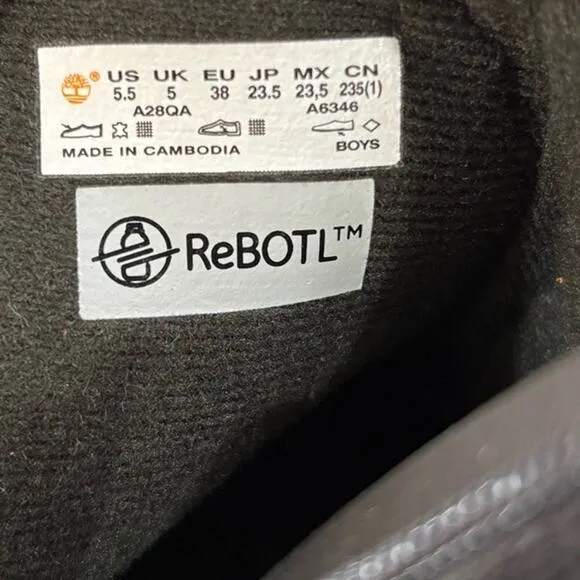 ® US UK EU JP MX CN
5.5 5 38 23.5 23,5 235(1)
A28QA A6346
MADE IN CAMBODIA BOYS
ReBOTL™